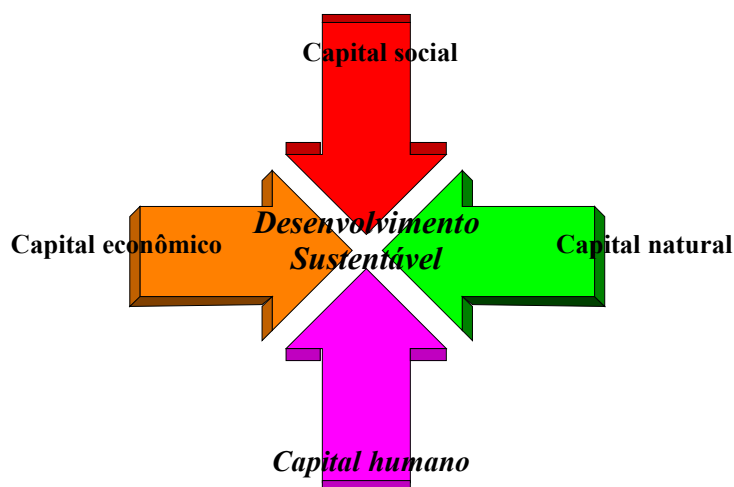 Capital social
Desenvolvimento
Sustentável
Capital econômico
Capital natural
Capital humano